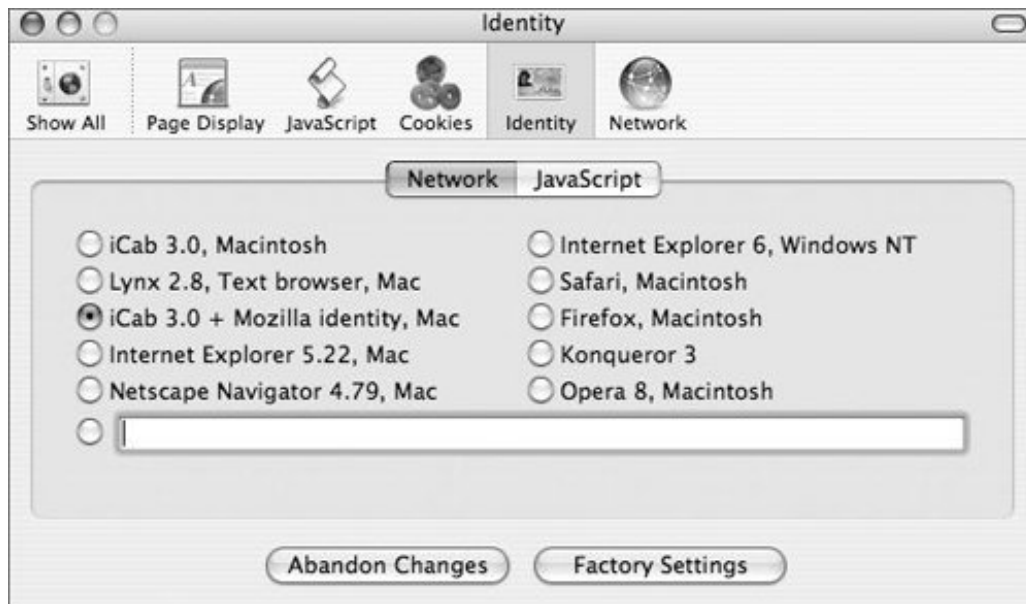 Identity
Show All Page Display JavaScript Cookies Identity Network
Network JavaScript
iCab 3.0, Macintosh
Lynx 2.8, Text browser, Mac
iCab 3.0 + Mozilla identity, Mac
Internet Explorer 5.22, Mac
Netscape Navigator 4.79, Mac
Internet Explorer 6, Windows NT
Safari, Macintosh
Firefox, Macintosh
Konqueror 3
Opera 8, Macintosh
Abandon Changes Factory Settings